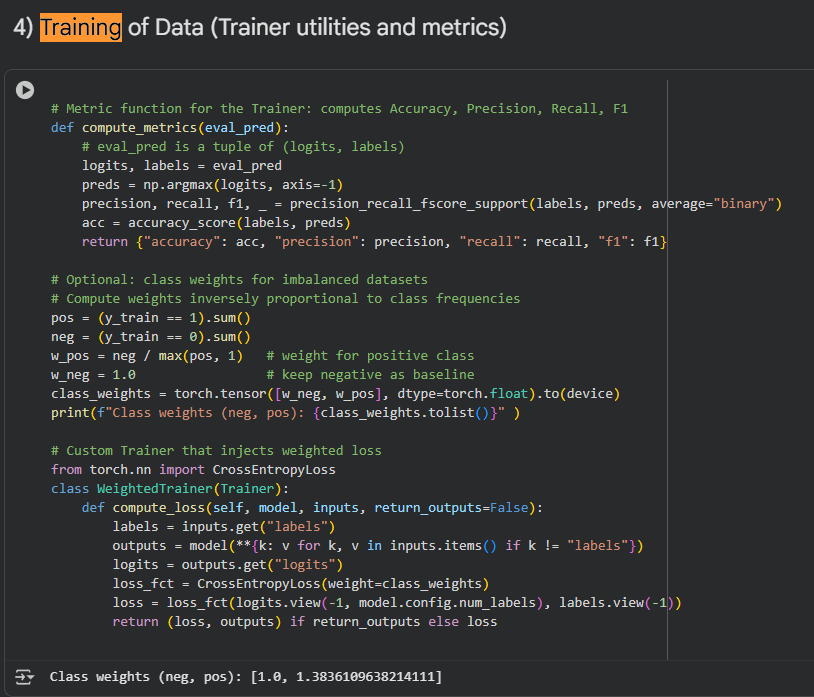 4) Training of Data (Trainer utilities and metrics)
# Metric function for the Trainer: computes Accuracy, Precision, Recall, F1
def compute_metrics(eval_pred):
    # eval_pred is a tuple of (logits, labels)
    logits, labels = eval_pred
    preds = np.argmax(logits, axis=-1)
    precision, recall, f1, _ = precision_recall_fscore_support(labels, preds, average="binary")
    acc = accuracy_score(labels, preds)
    return {"accuracy": acc, "precision": precision, "recall": recall, "f1": f1}
# Optional: class weights for imbalanced datasets
# Compute weights inversely proportional to class frequencies
pos = (y_train == 1).sum()
neg = (y_train == 0).sum()
w_pos = neg / max(pos, 1)   # weight for positive class
w_neg = 1.0                 # keep negative as baseline
class_weights = torch.tensor([w_neg, w_pos], dtype=torch.float).to(device)
print(f"Class weights (neg, pos): {class_weights.tolist()}" )
# Custom Trainer that injects weighted loss
from torch.nn import CrossEntropyLoss
class WeightedTrainer(Trainer):
    def compute_loss(self, model, inputs, return_outputs=False):
        labels = inputs.get("labels")
        outputs = model(**{k: v for k, v in inputs.items() if k != "labels"})
        logits = outputs.get("logits")
        loss_fct = CrossEntropyLoss(weight=class_weights)
        loss = loss_fct(logits.view(-1, model.config.num_labels), labels.view(-1))
        return (loss, outputs) if return_outputs else loss
Class weights (neg, pos): [1.0, 1.3836109638214111]